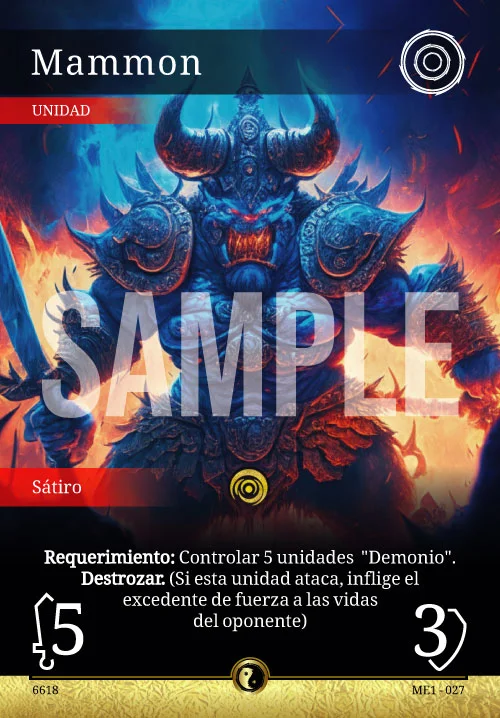 Mammon
UNIDAD
SAMPLE
Sátiro
Requerimiento: Controlar 5 unidades "Demonio".
Destrozar. (Si esta unidad ataca, inflige el
excedente de fuerza a las vidas
del oponente)
5
3
6618
ME1 - 027